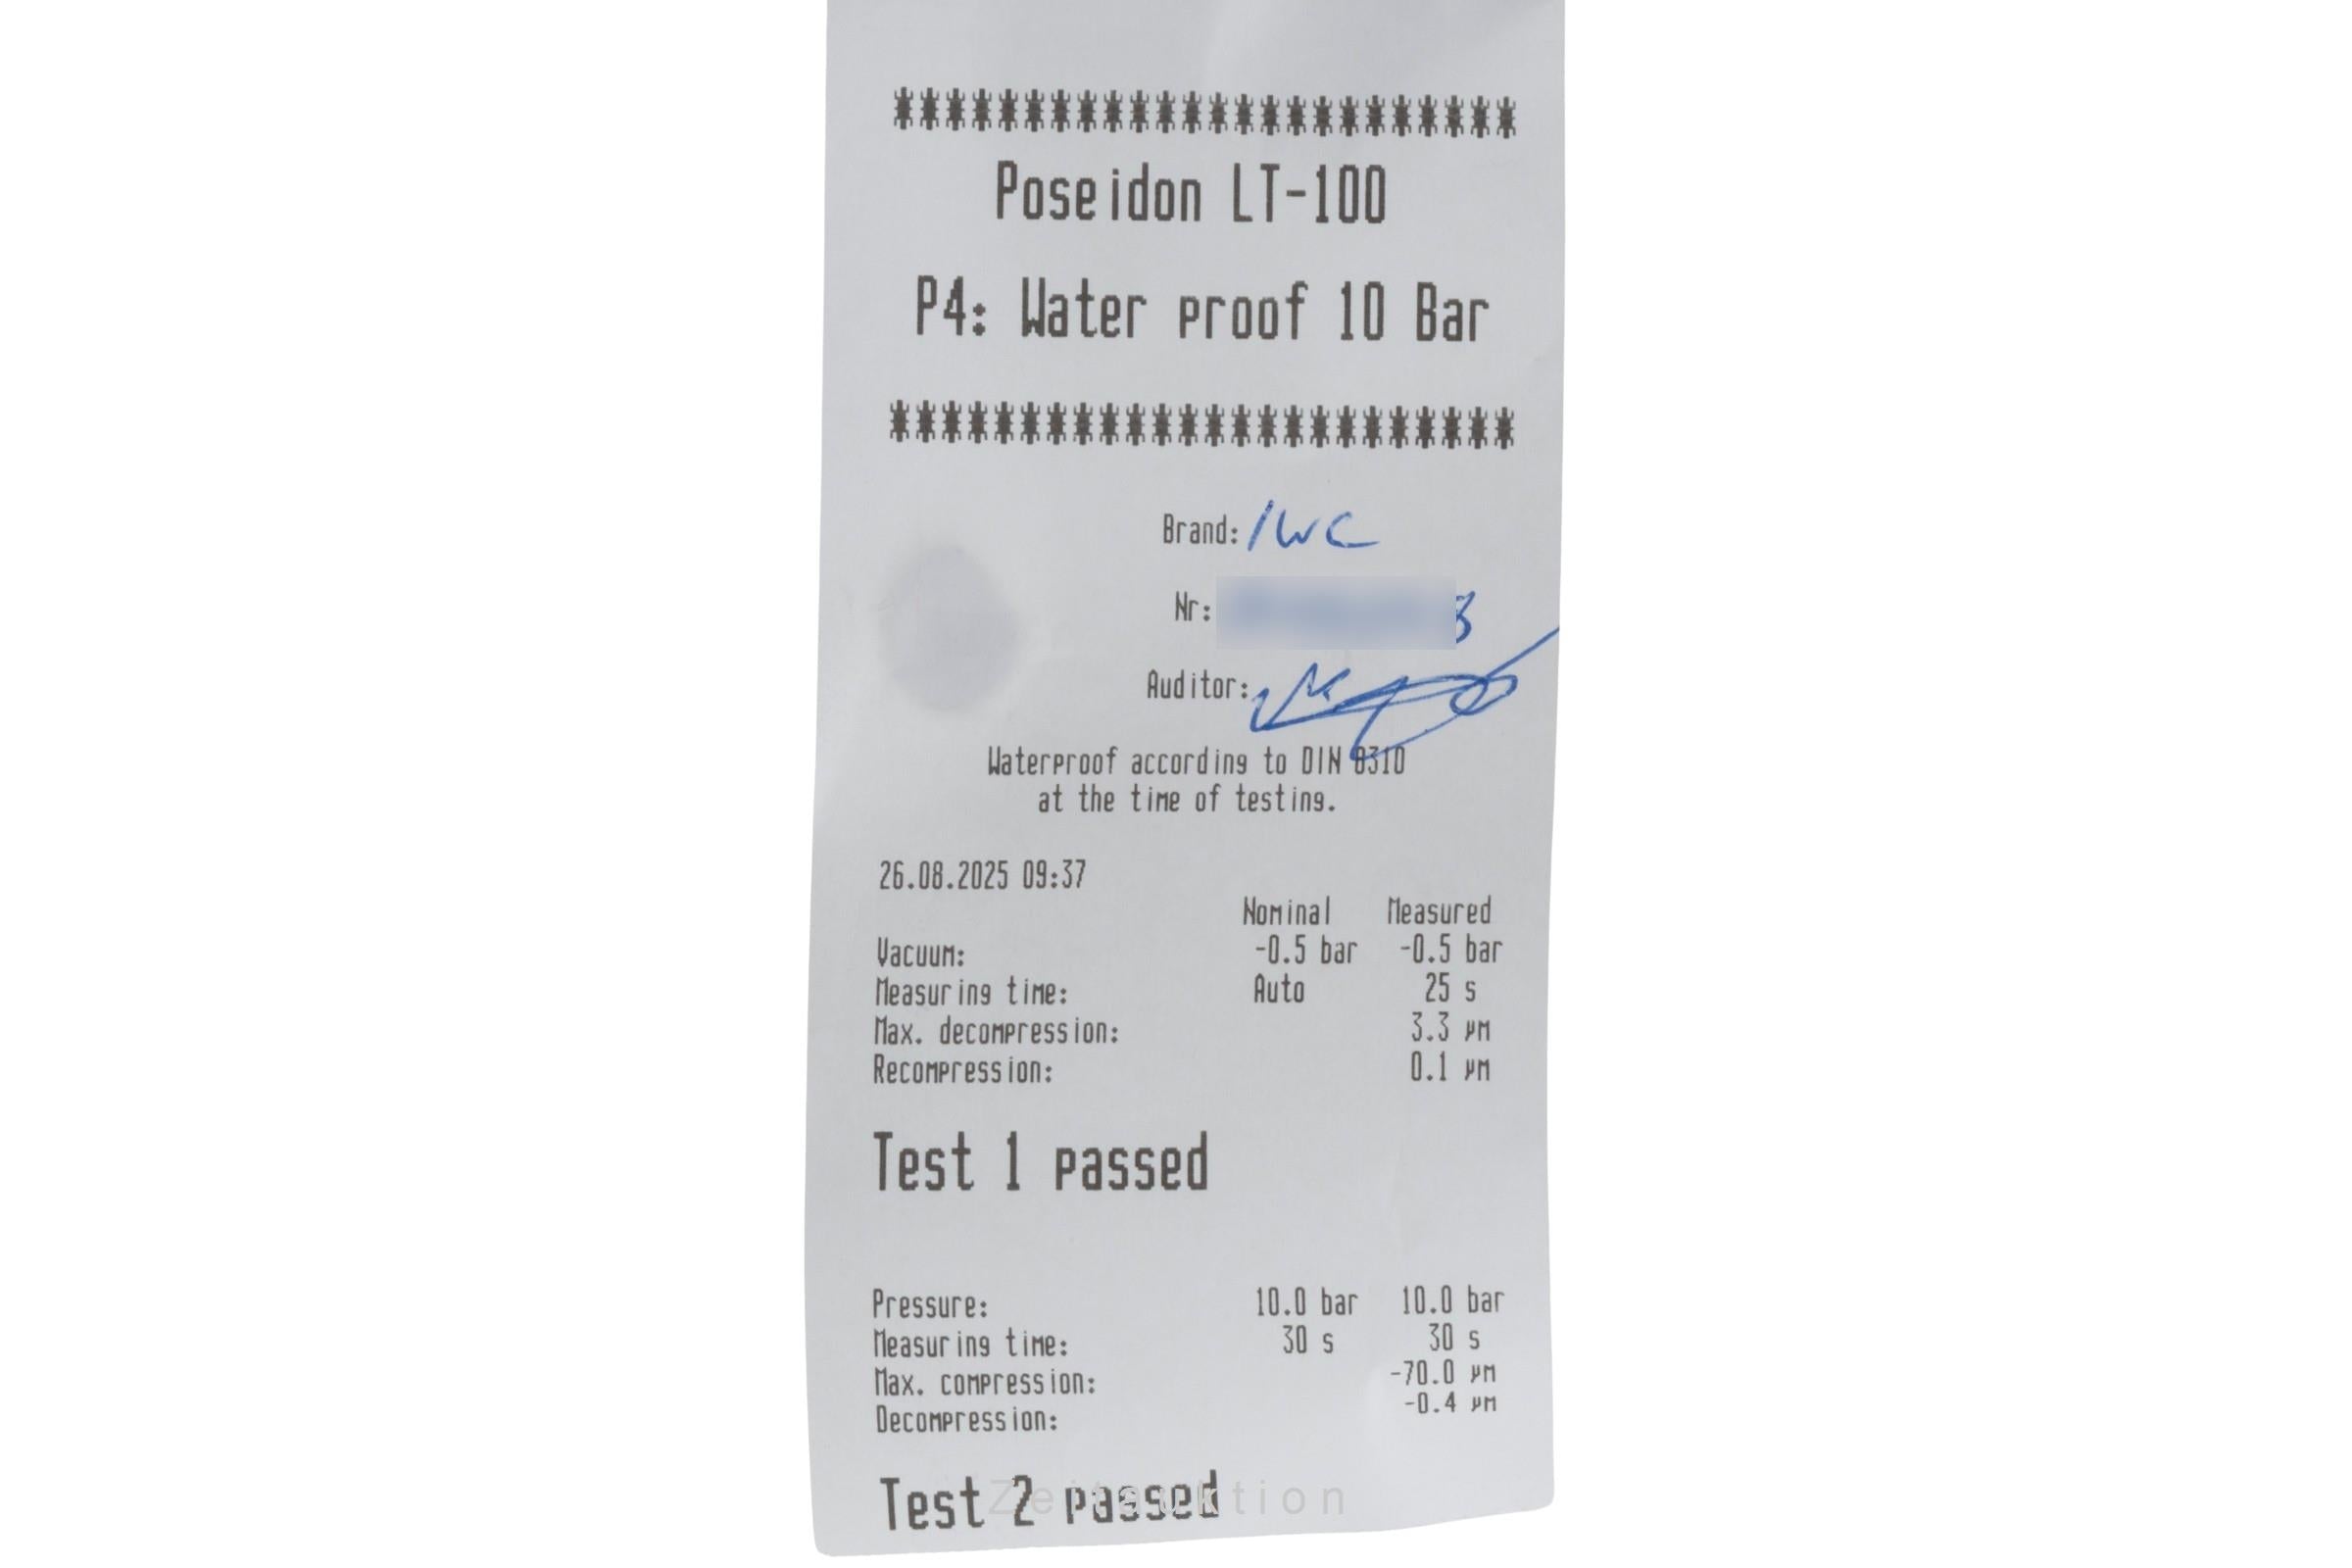 ************************
Poseidon LT-100
P4: Water proof 10 Bar
************************
Brand: IWC
Nr: 3
Auditor:
Waterproof according to DIN 8310
at the time of testing.
26.08.2025 09:37
Nominal Measured
Vacuum: -0.5 bar -0.5 bar
Measuring time: Auto 25 s
Max. decompression: 3.3 µm
Recompression: 0.1 µm
Test 1 passed
Pressure: 10.0 bar 10.0 bar
Measuring time: 30 s 30 s
Max. compression: -70.0 µm
Decompression: -0.4 µm
Test 2 passed
Zeitauktion